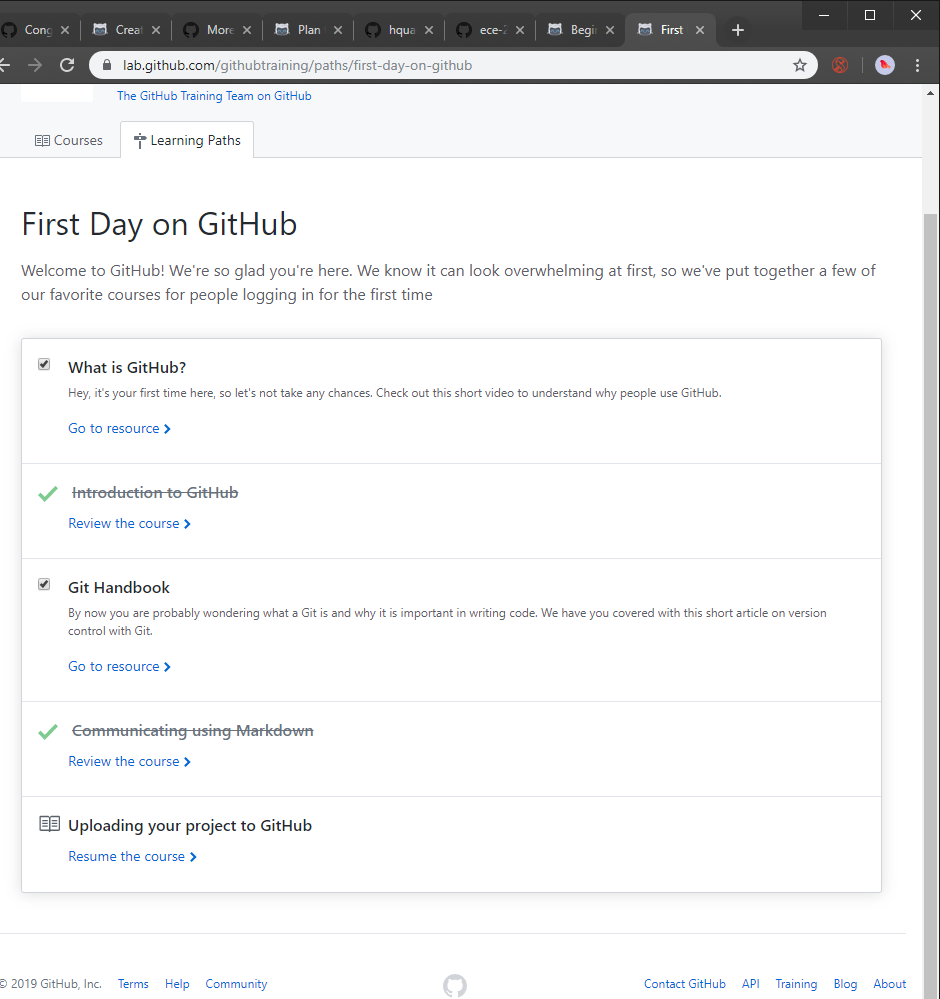 Cong
Creat
More
Plan
hqua
ece-2
Begin
First
lab.github.com/githubtraining/paths/first-day-on-github
The GitHub Training Team on GitHub
Courses
Learning Paths
First Day on GitHub
Welcome to GitHub! We're so glad you're here. We know it can look overwhelming at first, so we've put together a few of
our favorite courses for people logging in for the first time
What is GitHub?
Hey, it's your first time here, so let's not take any chances. Check out this short video to understand why people use GitHub.
Go to resource
Introduction to GitHub
Review the course
Git Handbook
By now you are probably wondering what a Git is and why it is important in writing code. We have you covered with this short article on version
control with Git.
Go to resource
Communicating using Markdown
Review the course
Uploading your project to GitHub
Resume the course
© 2019 GitHub, Inc. Terms Help Community Contact GitHub API Training Blog About